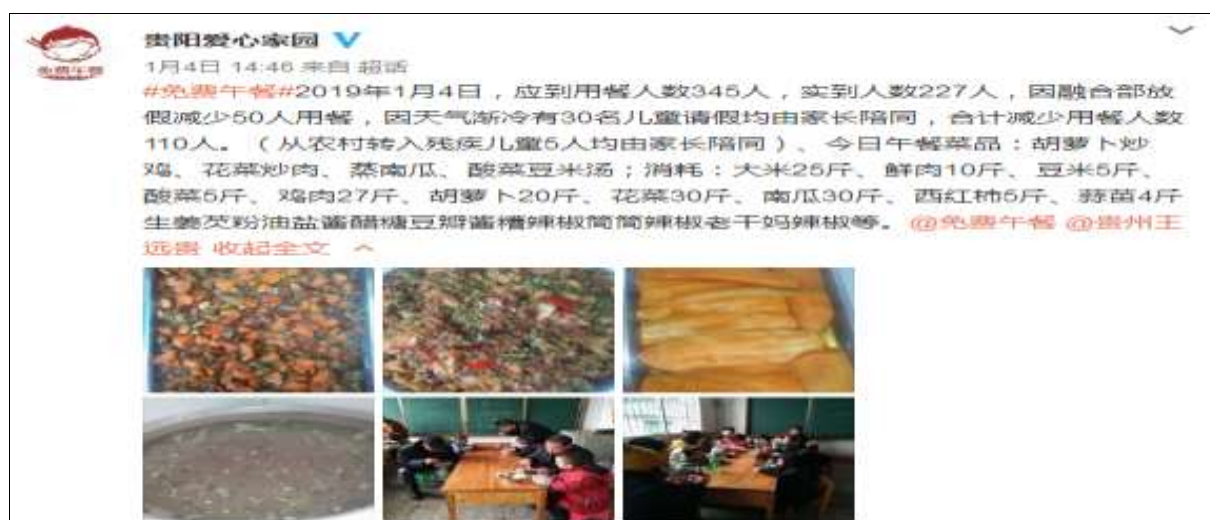 贵阳爱心家园
1月4日 14:46 来自 超话
#免费午餐#2019年1月4日，应到用餐人数345人，实到人数227人，因融合部放
假减少50人用餐，因天气渐冷有30名儿童请假均由家长陪同，合计减少用餐人数
110人。（从农村转入残疾儿童5人均由家长陪同）、今日午餐菜品：胡萝卜炒
鸡、花菜炒肉、蒸南瓜、酸菜豆米汤；消耗：大米25斤、鲜肉10斤、豆米5斤、
酸菜5斤、鸡肉27斤、胡萝卜20斤、花菜30斤、南瓜30斤、西红柿5斤、蒜苗4斤
生姜芡粉油盐酱醋糖豆瓣酱糟辣椒简简辣椒老干妈辣椒等。@免费午餐 @贵州王
远贵 收起全文
免费午餐